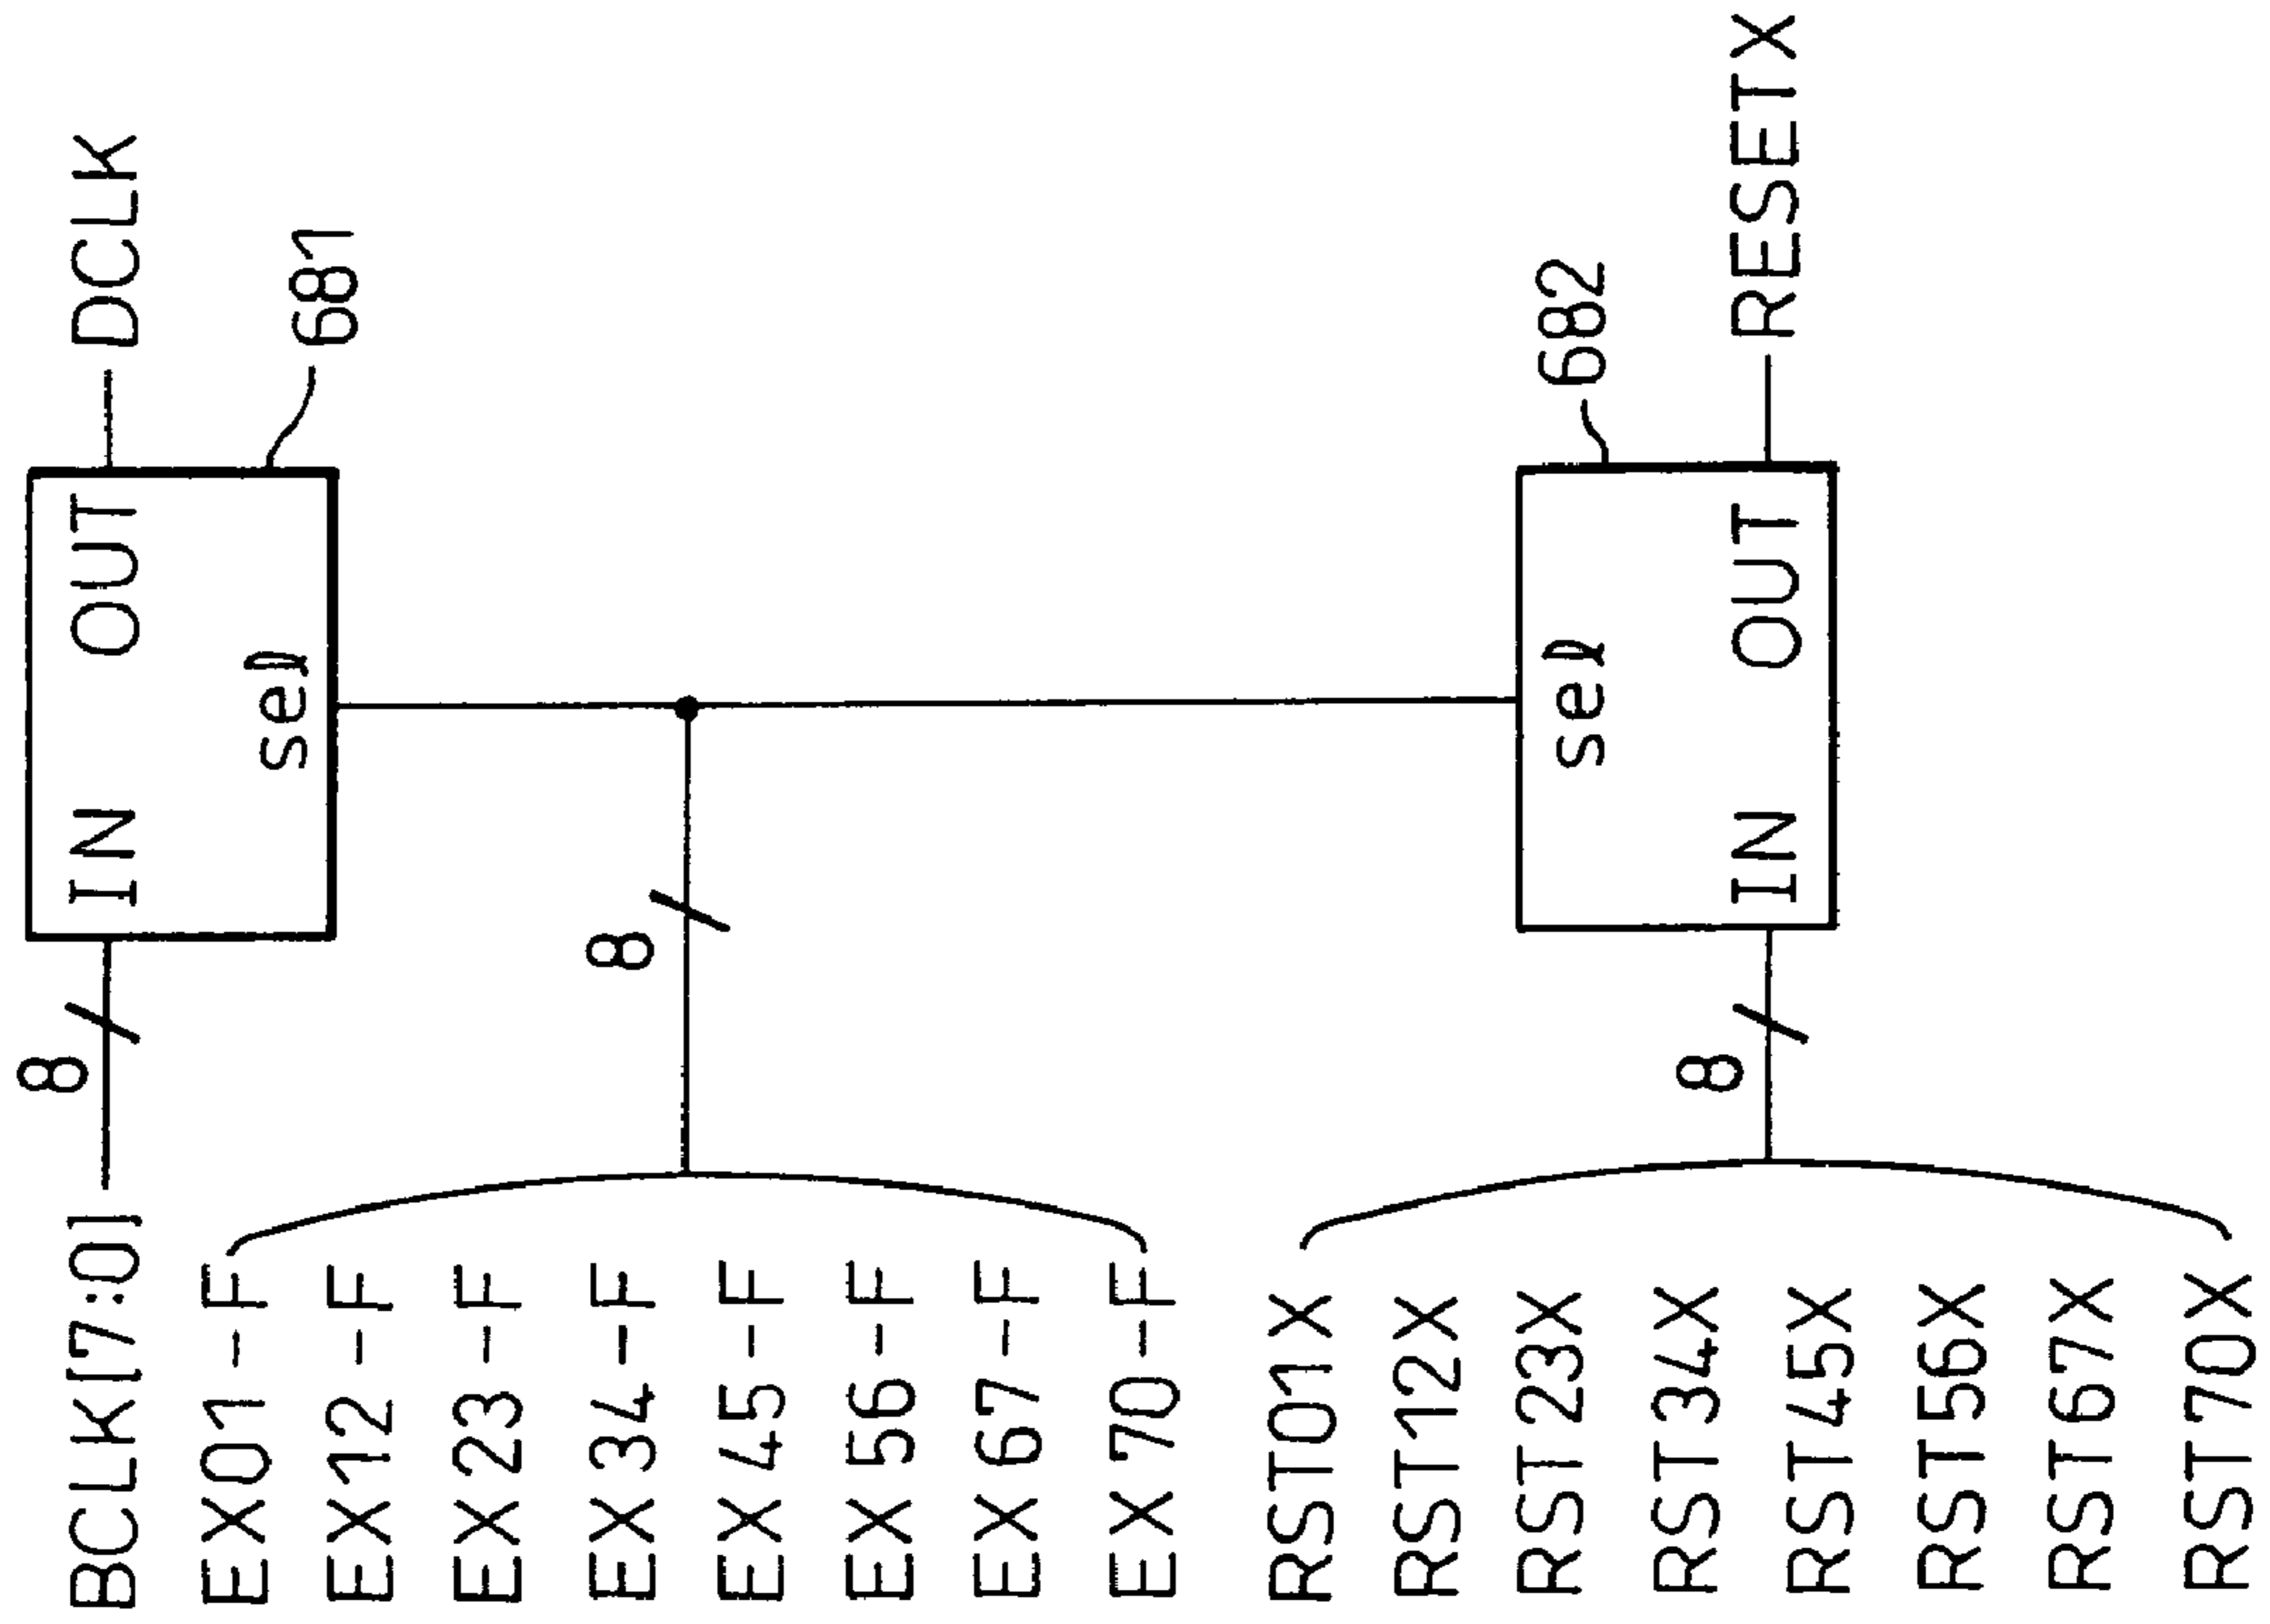 BCLK[7:0]
8
IN
OUT
sel
DCLK
681
EX01-F
EX12-F
EX23-F
EX34-F
EX45-F
EX56-F
EX67-F
EX70-F
8
RST01X
RST12X
RST23X
RST34X
RST45X
RST56X
RST67X
RST70X
8
sel
IN
OUT
682
RESETX